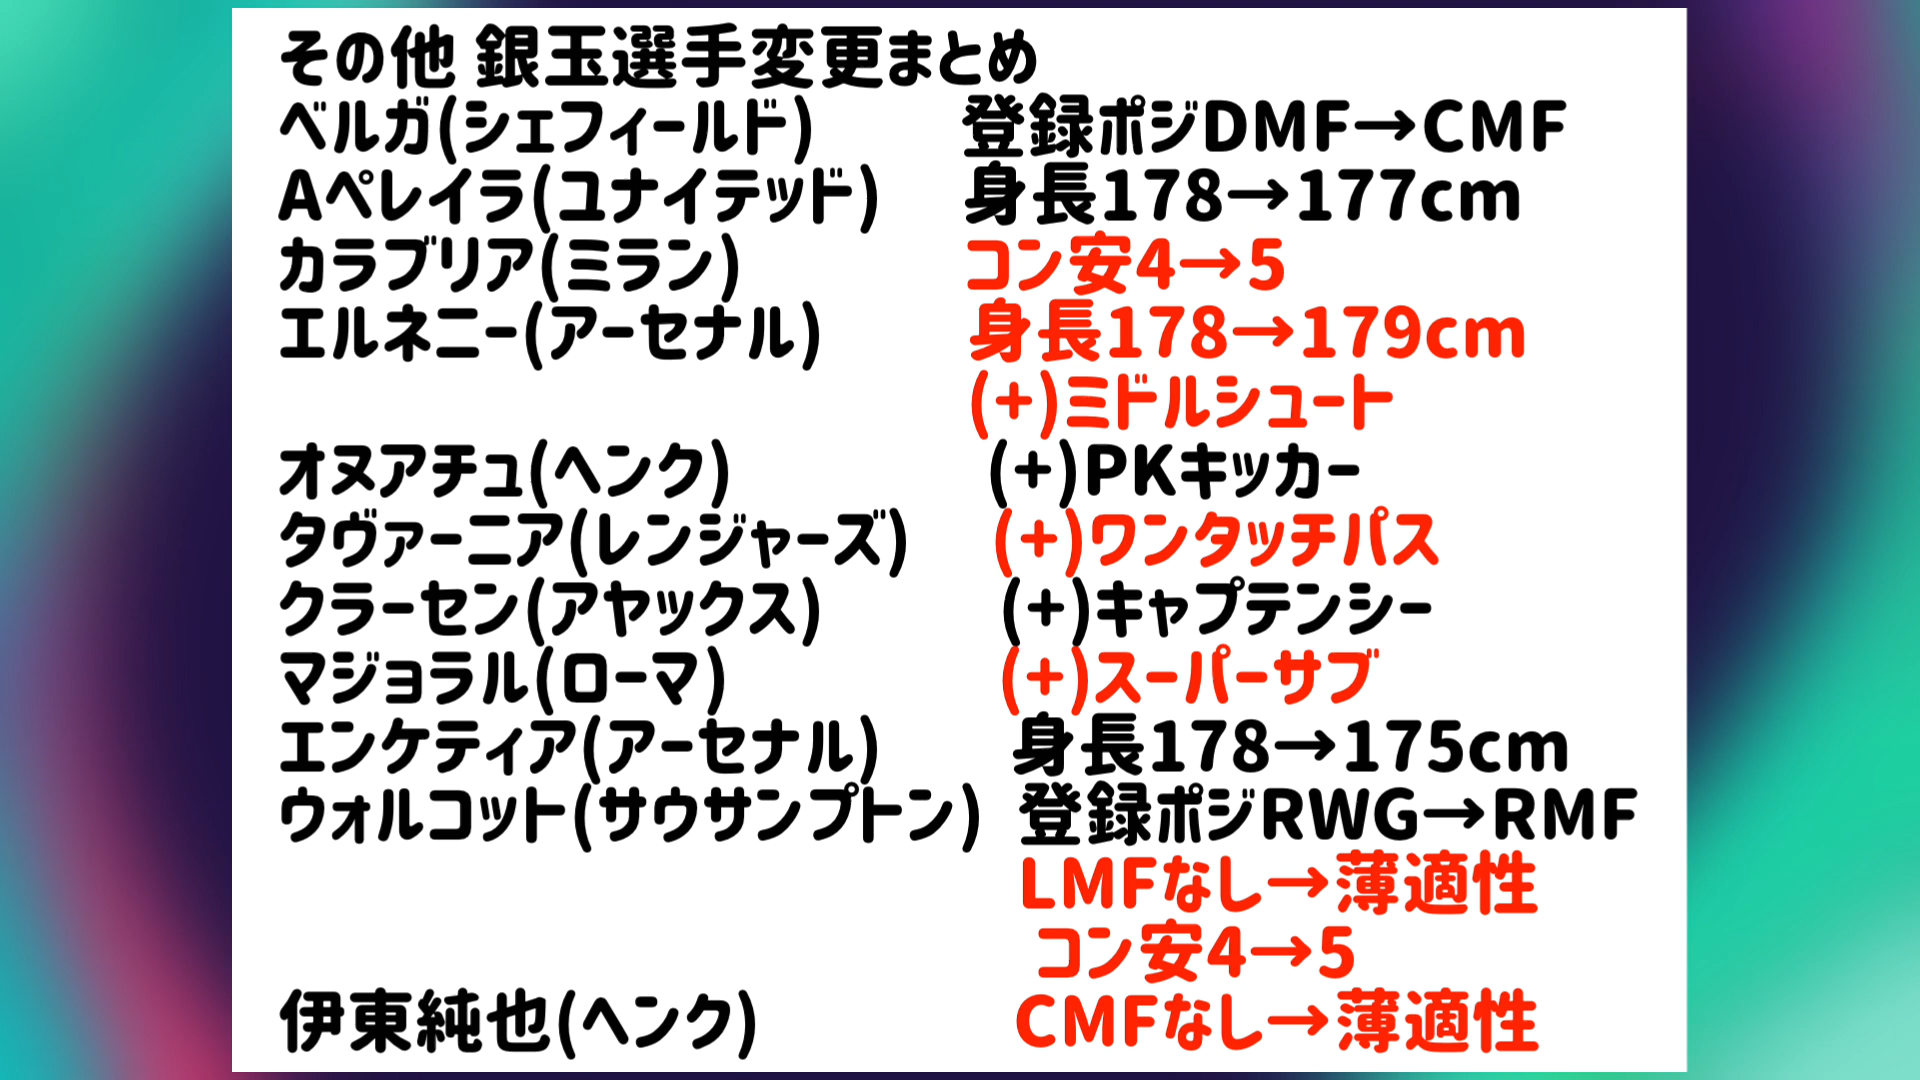 その他 銀玉選手変更まとめ
ベルガ(シェフィールド) 登録ポジDMF→CMF
Aペレイラ(ユナイテッド) 身長178→177cm
カラブリア(ミラン) コン安4→5
エルネニー(アーセナル) 身長178→179cm
(+)ミドルシュート
オヌアチュ(ヘンク) (+)PKキッカー
タヴァーニア(レンジャーズ) (+)ワンタッチパス
クラーセン(アヤックス) (+)キャプテンシー
マジョラル(ローマ) (+)スーパーサブ
エンケティア(アーセナル) 身長178→175cm
ウォルコット(サウサンプトン) 登録ポジRWG→RMF
LMFなし→薄適性
コン安4→5
伊東純也(ヘンク) CMFなし→薄適性